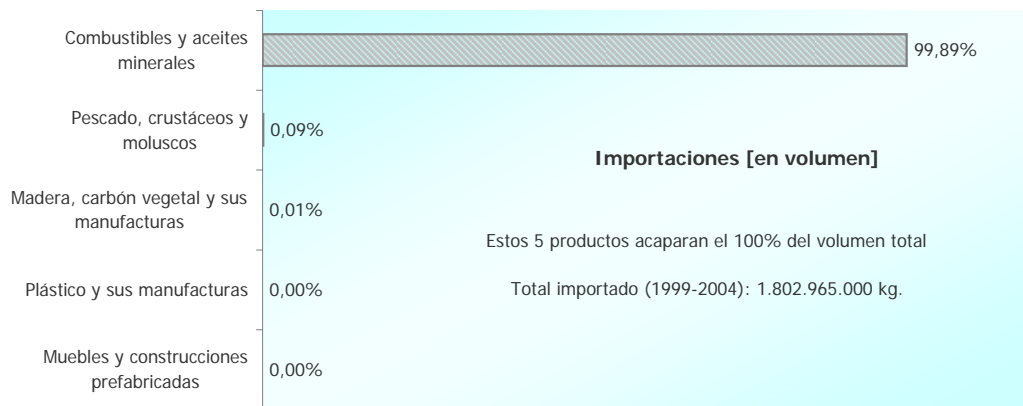 Combustibles y aceites
minerales
99,89%
Pescado, crustáceos y
moluscos
0,09%
Importaciones [en volumen]
Madera, carbón vegetal y sus
manufacturas
0,01%
Estos 5 productos acaparan el 100% del volumen total
Plástico y sus manufacturas
0,00%
Total importado (1999-2004): 1.802.965.000 kg.
Muebles y construcciones
prefabricadas
0,00%